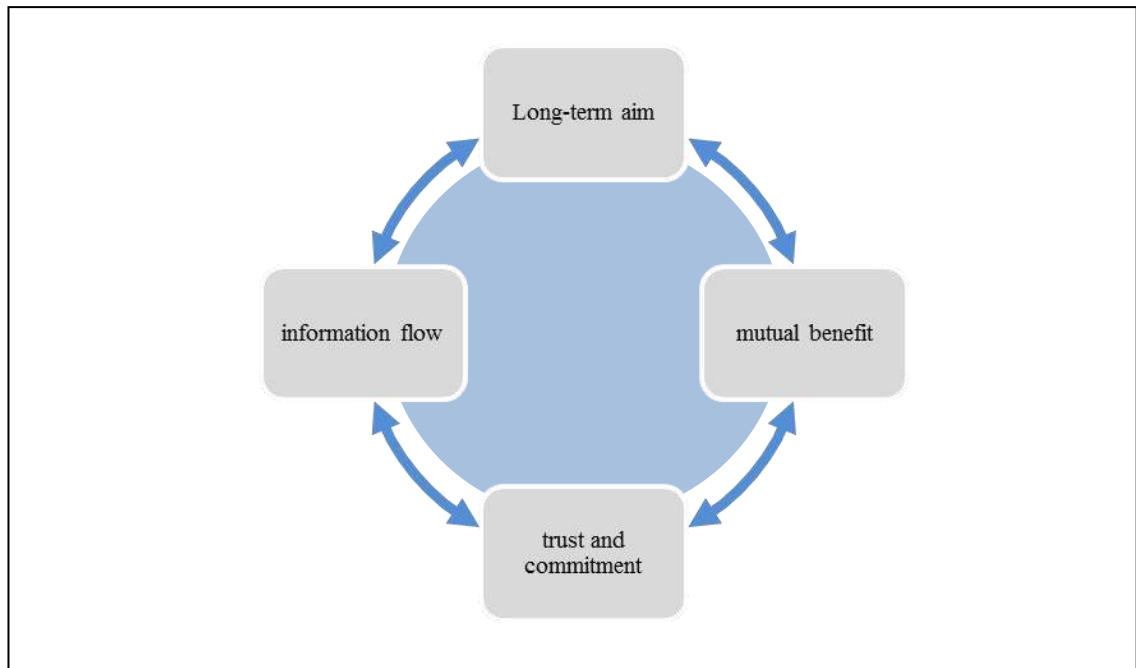 Long-term aim
information flow
mutual benefit
trust and
commitment